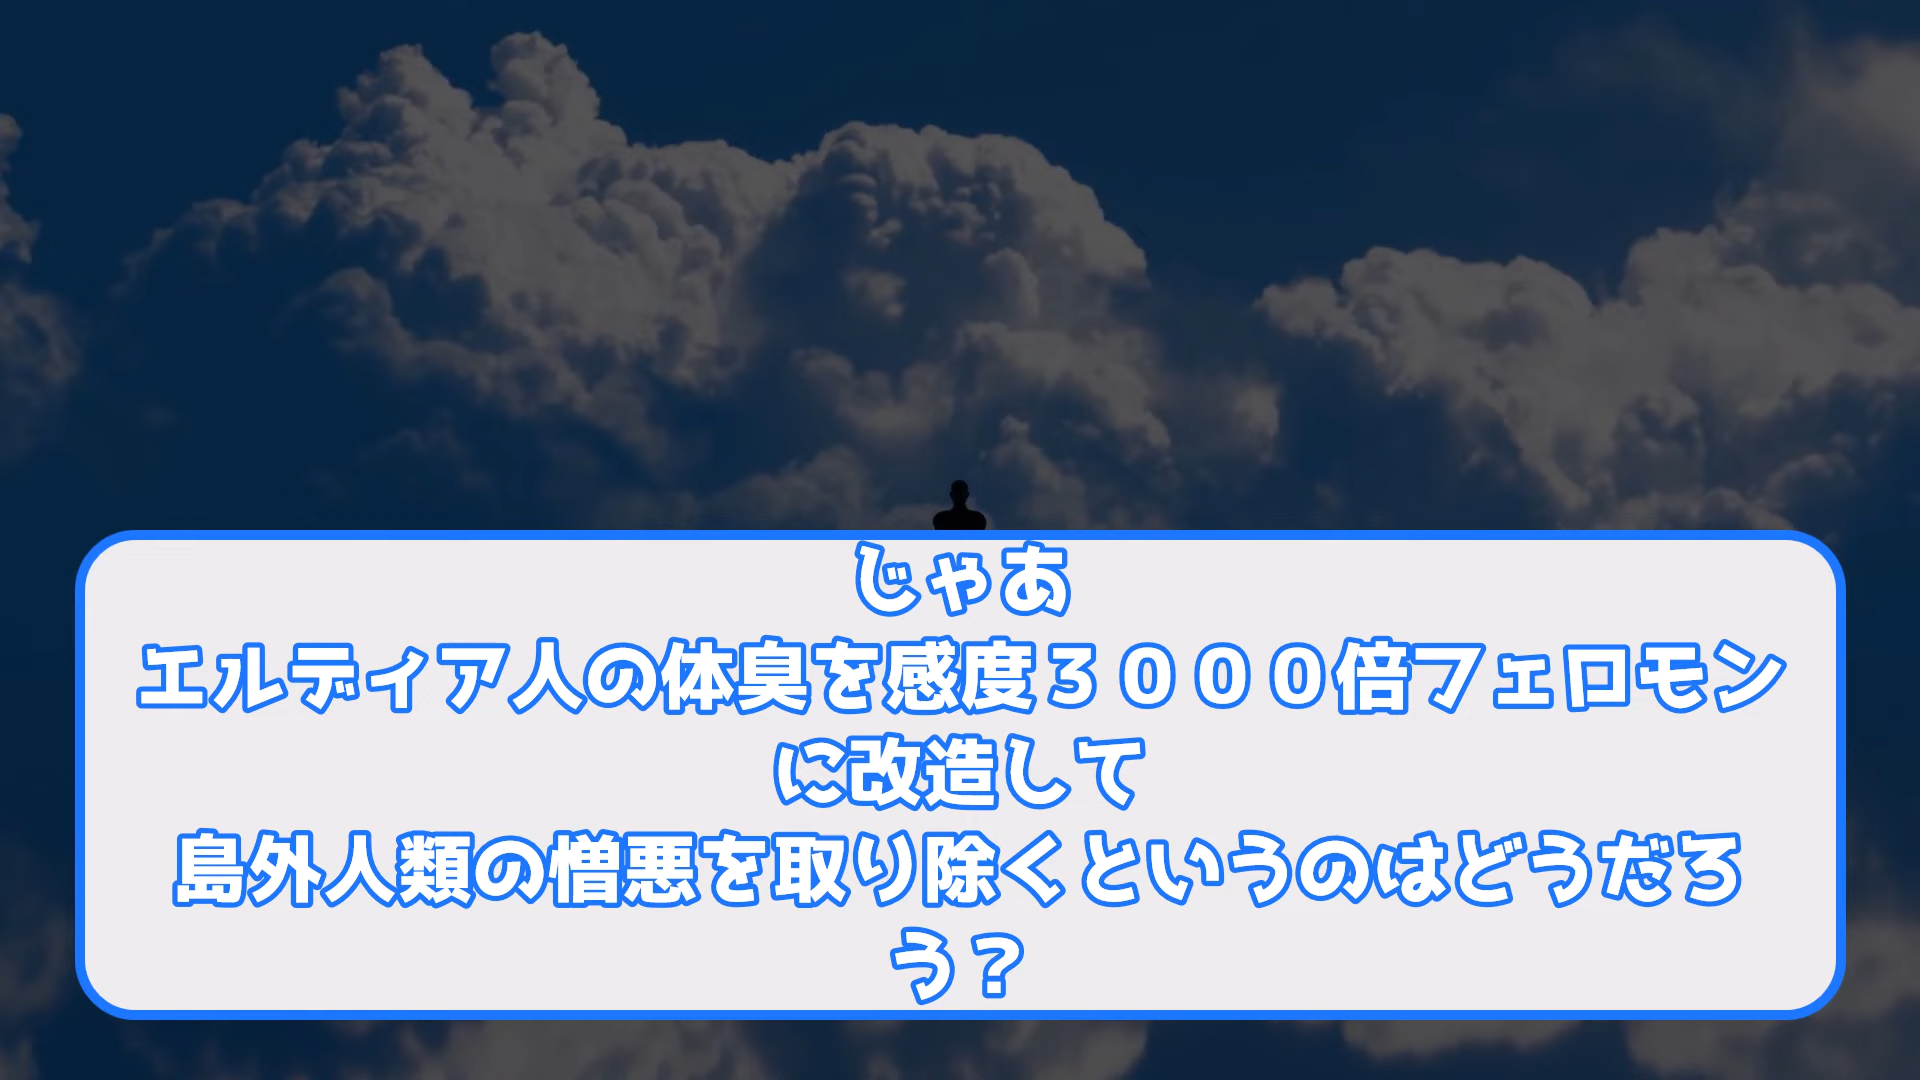 じゃあ
エルディア人の体臭を感度３０００倍フェロモン
に改造して
島外人類の憎悪を取り除くというのはどうだろ
う？